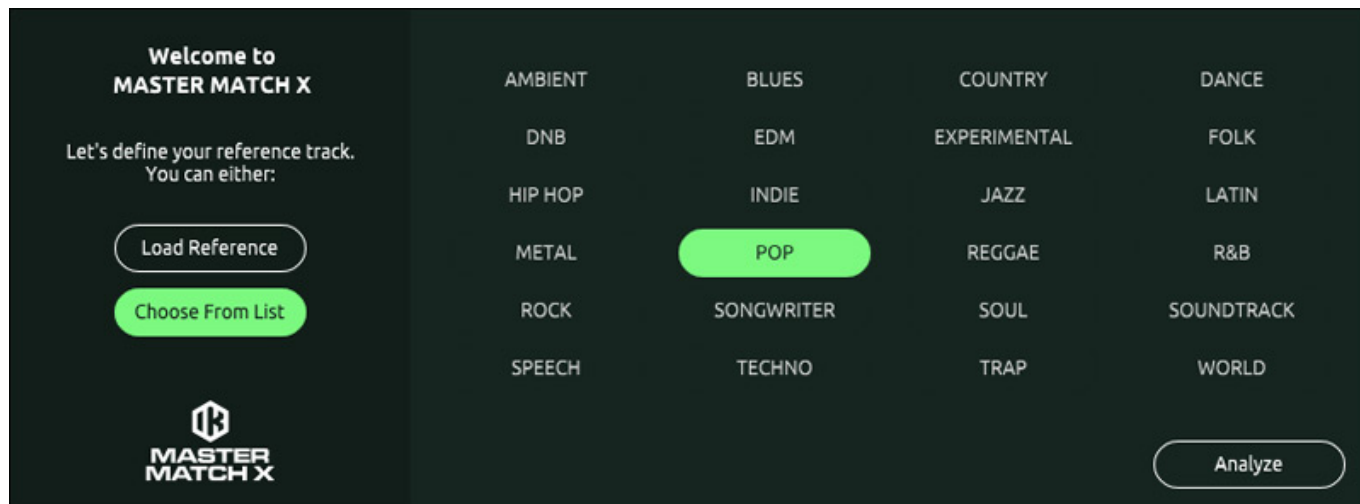 Welcome to
MASTER MATCH X
Let's define your reference track.
You can either:
Load Reference
Choose From List
IK
MASTER
MATCH X
AMBIENT BLUES COUNTRY DANCE
DNB EDM EXPERIMENTAL FOLK
HIP HOP INDIE JAZZ LATIN
METAL POP REGGAE R&B
ROCK SONGWRITER SOUL SOUNDTRACK
SPEECH TECHNO TRAP WORLD
Analyze